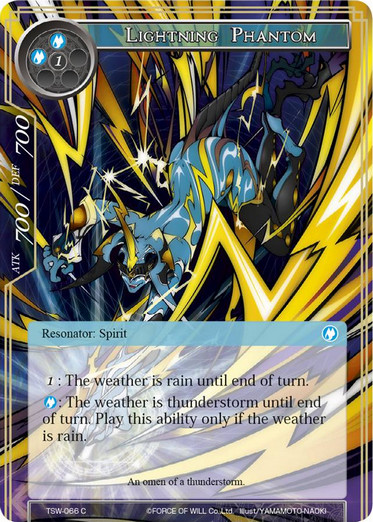 Lightning Phantom
1
ATK 700 / DEF 700
Resonator: Spirit
1 : The weather is rain until end of turn.
: The weather is thunderstorm until end
of turn. Play this ability only if the weather
is rain.
An omen of a thunderstorm.
TSW-066 C ©FORCE OF WILL Co.,Ltd. Illust/YAMAMOTO-NAOKI